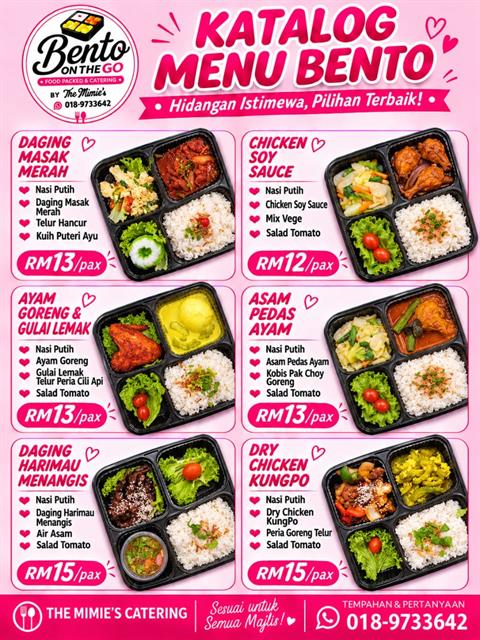 Bento
ON THE GO
FOOD PACKED & CATERING
BY The Mimie's
018-9733642
KATALOG
MENU BENTO
• Hidangan Istimewa, Pilihan Terbaik! •
DAGING
MASAK
MERAH
Nasi Putih
Daging Masak
Merah
Telur Hancur
Kuih Puteri Ayu
RM13/pax
CHICKEN
SOY
SAUCE
Nasi Putih
Chicken Soy Sauce
Mix Vege
Salad Tomato
RM12/pax
AYAM
GORENG &
GULAI LEMAK
Nasi Putih
Ayam Goreng
Gulai Lemak
Telur Peria Cili Api
Salad Tomato
RM13/pax
ASAM
PEDAS
AYAM
Nasi Putih
Asam Pedas Ayam
Kobis Pak Choy
Goreng
Salad Tomato
RM13/pax
DAGING
HARIMAU
MENANGIS
Nasi Putih
Daging Harimau
Menangis
Air Asam
Salad Tomato
RM15/pax
DRY
CHICKEN
KUNGPO
Nasi Putih
Dry Chicken
KungPo
Peria Goreng Telur
Salad Tomato
RM15/pax
THE MIMIE'S CATERING
Sesuai untuk
Semua Majlis!
TEMPAHAN & PERTANYAAN
018-9733642